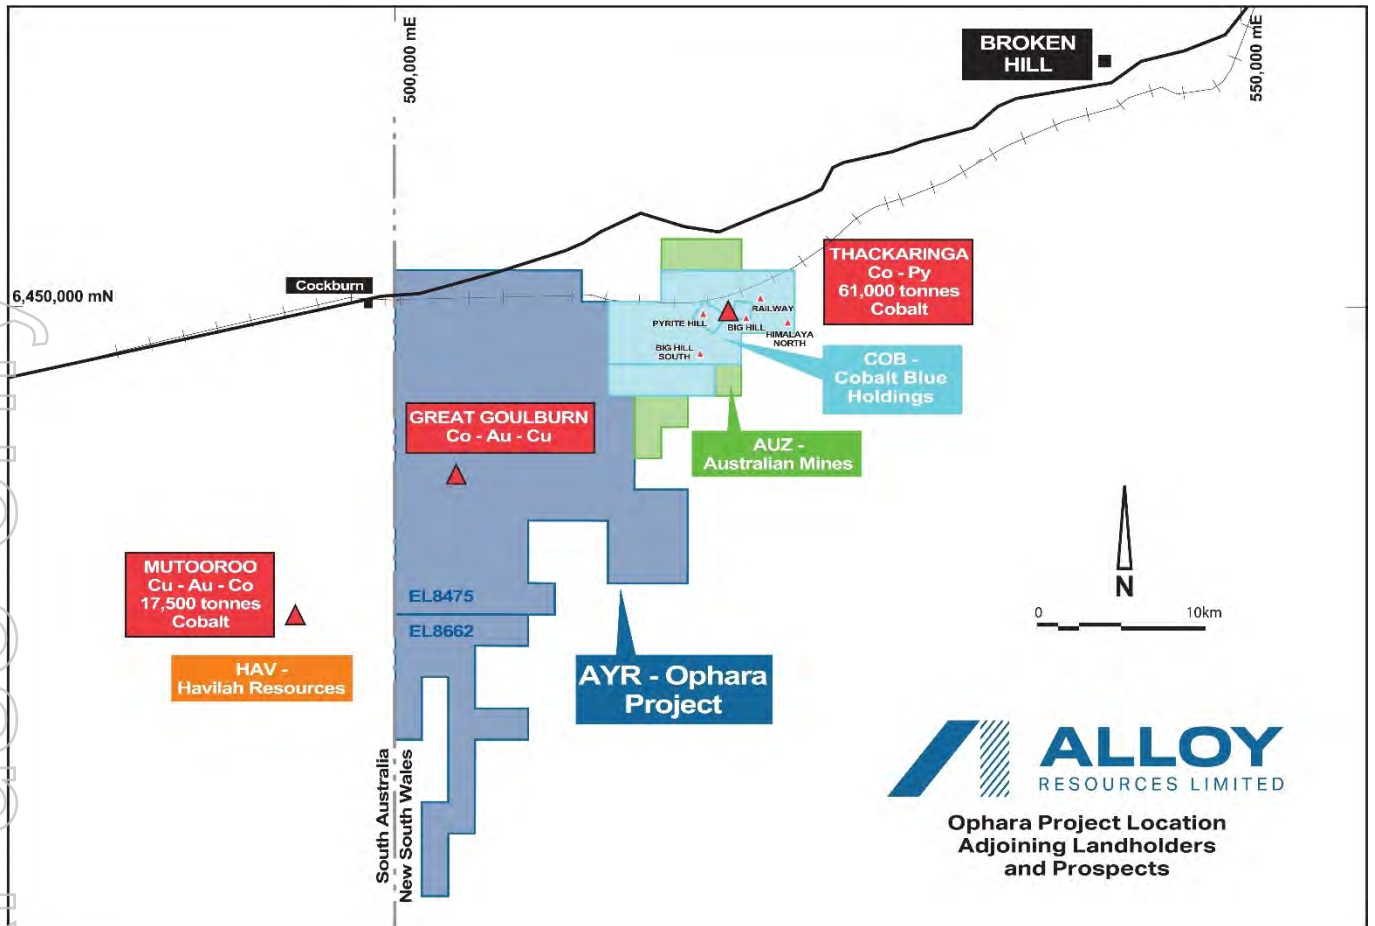 500,000 mE
550,000 mE
BROKEN
HILL
6,450,000 mN
Cockburn
THACKARINGA
Co - Py
61,000 tonnes
Cobalt
RAILWAY
PYRITE HILL
BIG HILL
HIMALAYA
NORTH
BIG HILL
SOUTH
COB -
Cobalt Blue
Holdings
GREAT GOULBURN
Co - Au - Cu
AUZ -
Australian Mines
MUTOOROO
Cu - Au - Co
17,500 tonnes
Cobalt
HAV -
Havilah Resources
EL8475
EL8662
AYR - Ophara
Project
N
0 10km
South Australia
New South Wales
ALLOY
RESOURCES LIMITED
Ophara Project Location
Adjoining Landholders
and Prospects